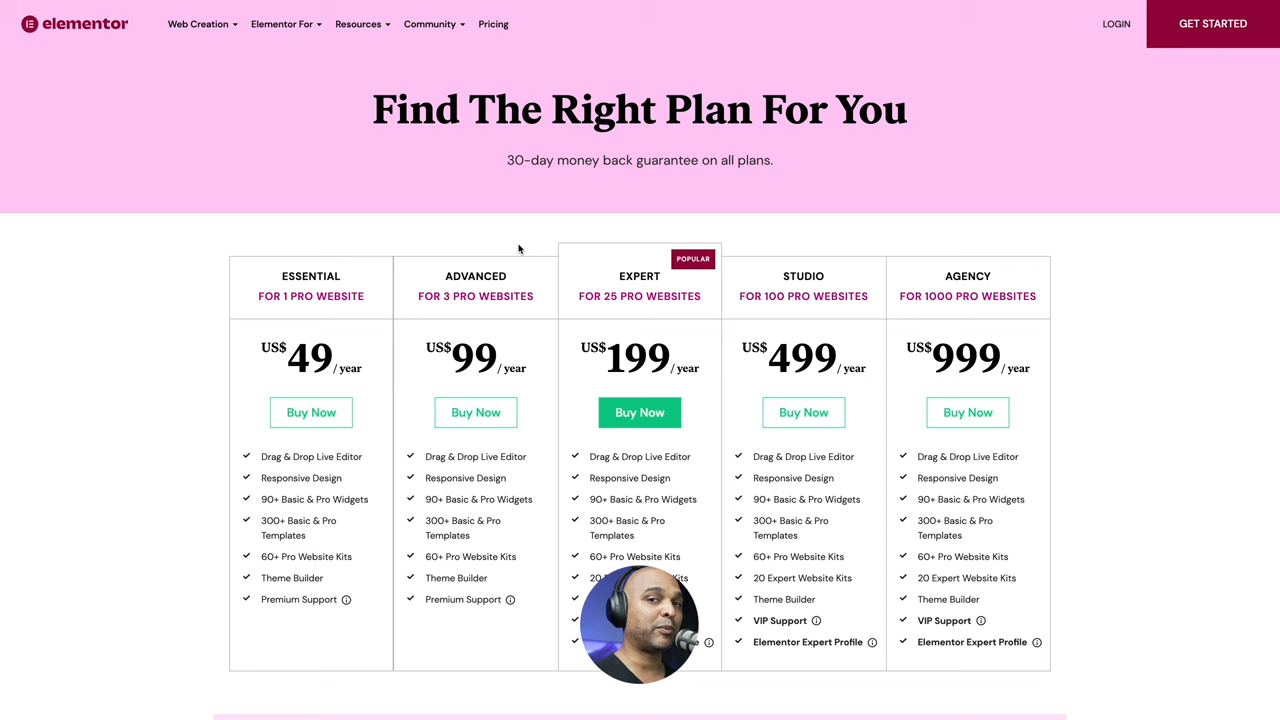 elementor
Web Creation
Elementor For
Resources
Community
Pricing
LOGIN
GET STARTED
Find The Right Plan For You
30-day money back guarantee on all plans.
ESSENTIAL
FOR 1 PRO WEBSITE
US$49/ year
Buy Now
Drag & Drop Live Editor
Responsive Design
90+ Basic & Pro Widgets
300+ Basic & Pro
Templates
60+ Pro Website Kits
Theme Builder
Premium Support
ADVANCED
FOR 3 PRO WEBSITES
US$99/ year
Buy Now
Drag & Drop Live Editor
Responsive Design
90+ Basic & Pro Widgets
300+ Basic & Pro
Templates
60+ Pro Website Kits
Theme Builder
Premium Support
POPULAR
EXPERT
FOR 25 PRO WEBSITES
US$199/ year
Buy Now
Drag & Drop Live Editor
Responsive Design
90+ Basic & Pro Widgets
300+ Basic & Pro
Templates
60+ Pro Website Kits
STUDIO
FOR 100 PRO WEBSITES
US$499/ year
Buy Now
Drag & Drop Live Editor
Responsive Design
90+ Basic & Pro Widgets
300+ Basic & Pro
Templates
60+ Pro Website Kits
20 Expert Website Kits
Theme Builder
VIP Support
Elementor Expert Profile
AGENCY
FOR 1000 PRO WEBSITES
US$999/ year
Buy Now
Drag & Drop Live Editor
Responsive Design
90+ Basic & Pro Widgets
300+ Basic & Pro
Templates
60+ Pro Website Kits
20 Expert Website Kits
Theme Builder
VIP Support
Elementor Expert Profile